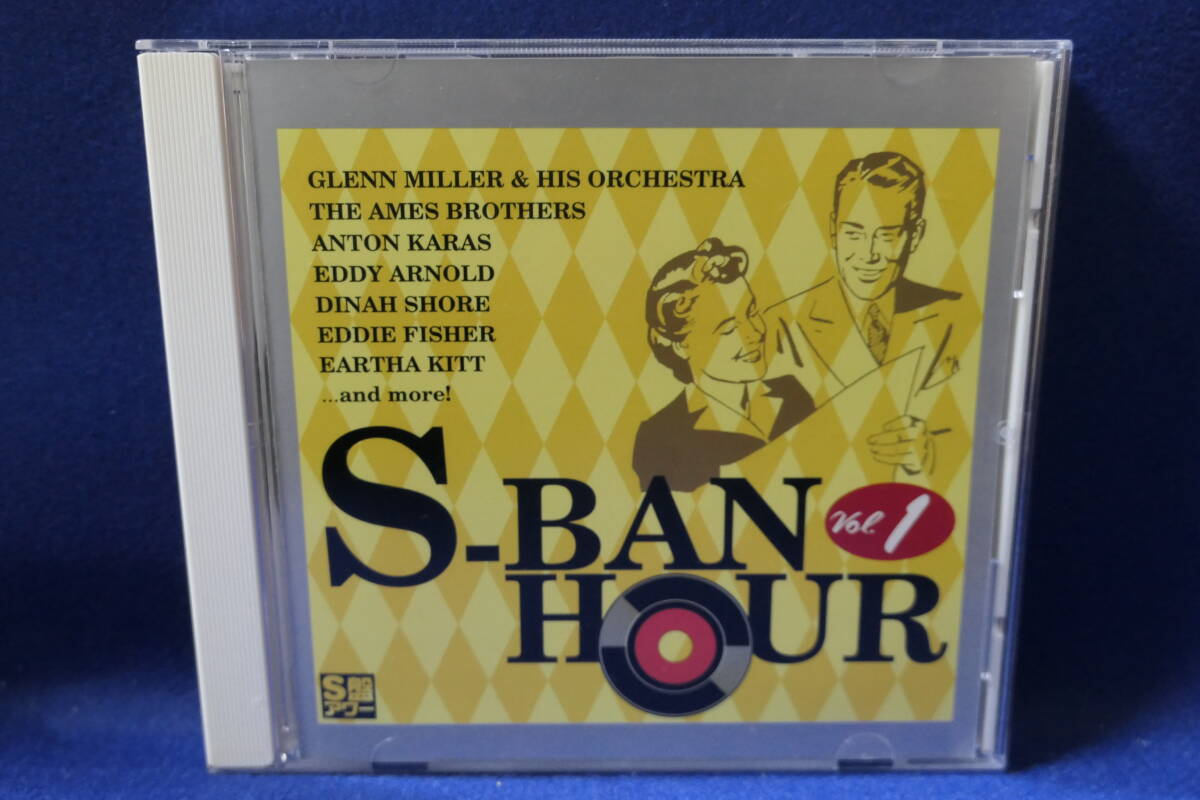 GLENN MILLER & HIS ORCHESTRA
THE AMES BROTHERS
ANTON KARAS
EDDY ARNOLD
DINAH SHORE
EDDIE FISHER
EARTHA KITT
...and more!
S-BAN
Vol. 1
HOUR
S盤
アワー